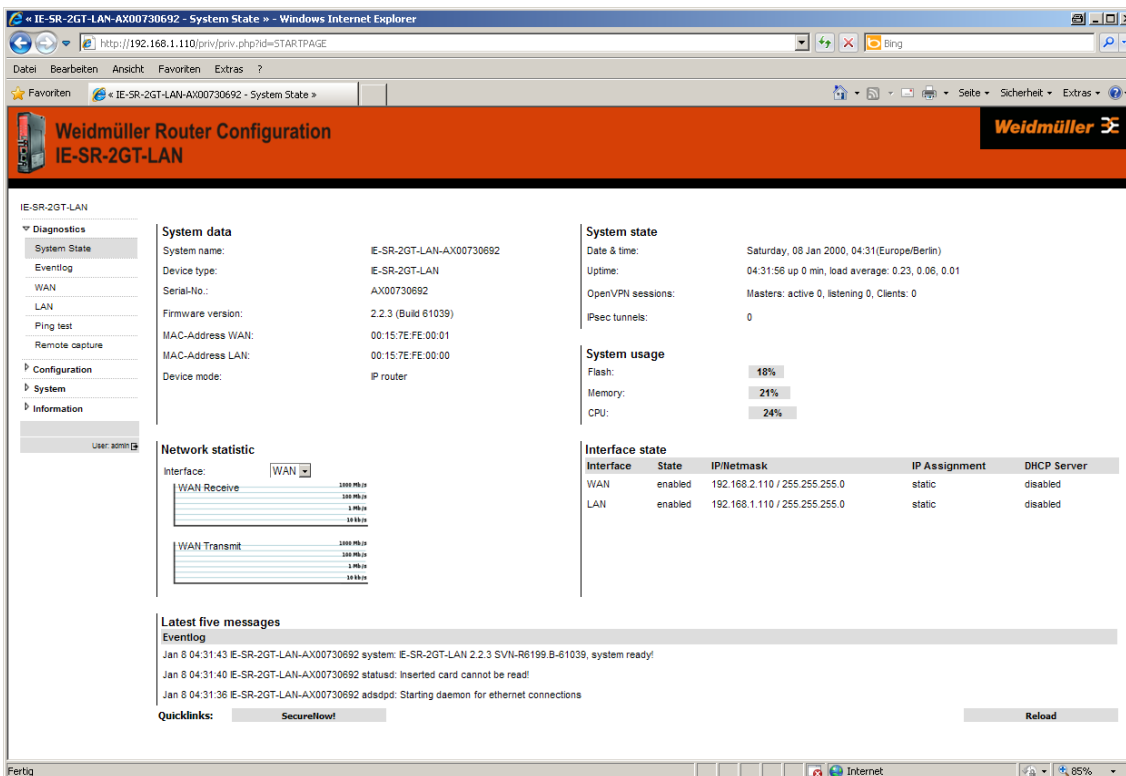 « IE-SR-2GT-LAN-AX00730692 - System State » - Windows Internet Explorer
http://192.168.1.110/priv/priv.php?id=STARTPAGE
Bing
Datei Bearbeiten Ansicht Favoriten Extras ?
Favoriten « IE-SR-2GT-LAN-AX00730692 - System State » Seite Sicherheit Extras
Weidmüller Router Configuration
IE-SR-2GT-LAN
Weidmüller
IE-SR-2GT-LAN
Diagnostics
System State
Eventlog
WAN
LAN
Ping test
Remote capture
Configuration
System
Information
User: admin
System data
System name: IE-SR-2GT-LAN-AX00730692
Device type: IE-SR-2GT-LAN
Serial-No.: AX00730692
Firmware version: 2.2.3 (Build 61039)
MAC-Address WAN: 00:15:7E:FE:00:01
MAC-Address LAN: 00:15:7E:FE:00:00
Device mode: IP router
System state
Date & time: Saturday, 08 Jan 2000, 04:31(Europe/Berlin)
Uptime: 04:31:56 up 0 min, load average: 0.23, 0.06, 0.01
OpenVPN sessions: Masters: active 0, listening 0, Clients: 0
IPsec tunnels: 0
System usage
Flash: 18%
Memory: 21%
CPU: 24%
Network statistic
Interface: WAN
WAN Receive
1000 Mb/s
100 Mb/s
1 Mb/s
10 kb/s
WAN Transmit
1000 Mb/s
100 Mb/s
1 Mb/s
10 kb/s
Interface state
Interface State IP/Netmask IP Assignment DHCP Server
WAN enabled 192.168.2.110 / 255.255.255.0 static disabled
LAN enabled 192.168.1.110 / 255.255.255.0 static disabled
Latest five messages
Eventlog
Jan 8 04:31:43 IE-SR-2GT-LAN-AX00730692 system: IE-SR-2GT-LAN 2.2.3 SVN-R6199.B-61039, system ready!
Jan 8 04:31:40 IE-SR-2GT-LAN-AX00730692 statusd: Inserted card cannot be read!
Jan 8 04:31:36 IE-SR-2GT-LAN-AX00730692 adsdpd: Starting daemon for ethernet connections
Quicklinks: SecureNow! Reload
Fertig Internet 85%